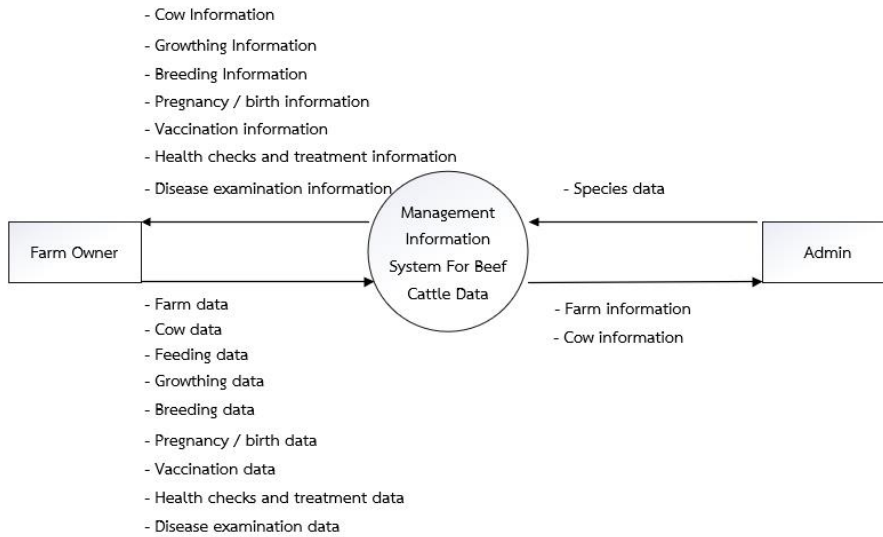 - Cow Information
- Growthing Information
- Breeding Information
- Pregnancy / birth information
- Vaccination information
- Health checks and treatment information
- Disease examination information
- Species data
Farm Owner
Management
Information
System For Beef
Cattle Data
Admin
- Farm data
- Cow data
- Feeding data
- Growthing data
- Breeding data
- Pregnancy / birth data
- Vaccination data
- Health checks and treatment data
- Disease examination data
- Farm information
- Cow information